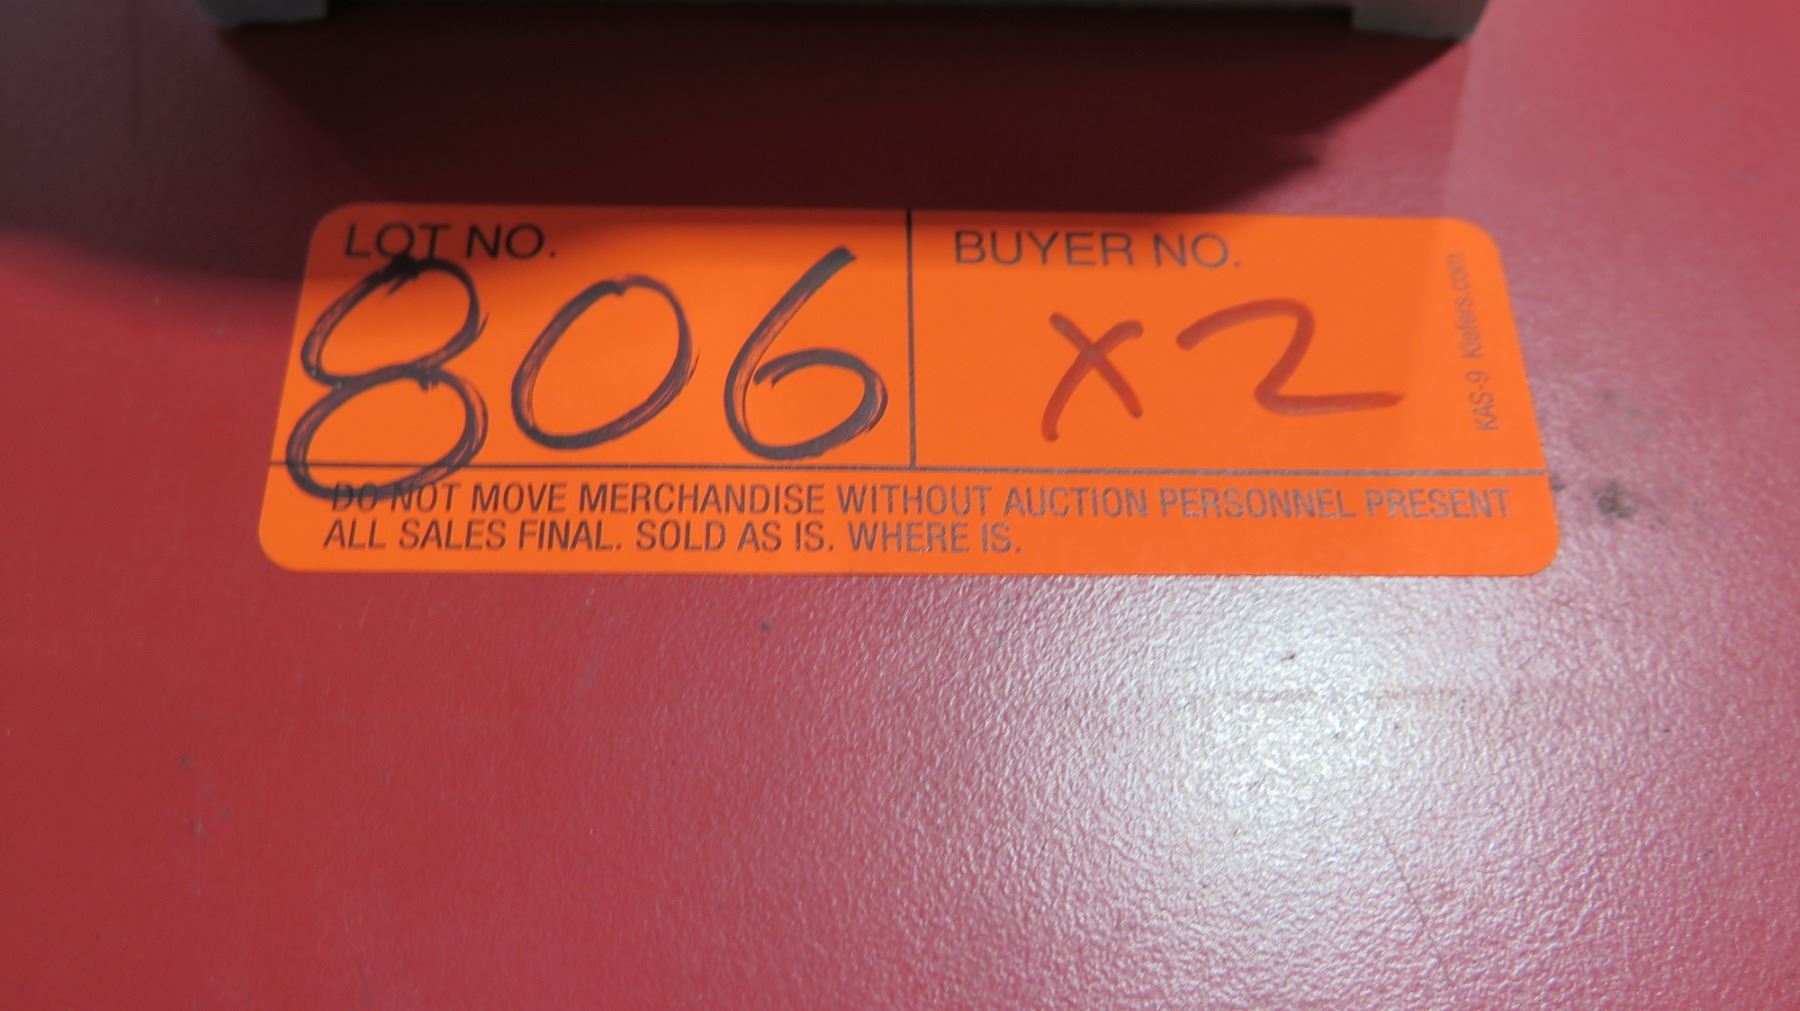 LOT NO.
806
BUYER NO.
x2
KAS-9 Kiefers.com
DO NOT MOVE MERCHANDISE WITHOUT AUCTION PERSONNEL PRESENT
ALL SALES FINAL. SOLD AS IS. WHERE IS.